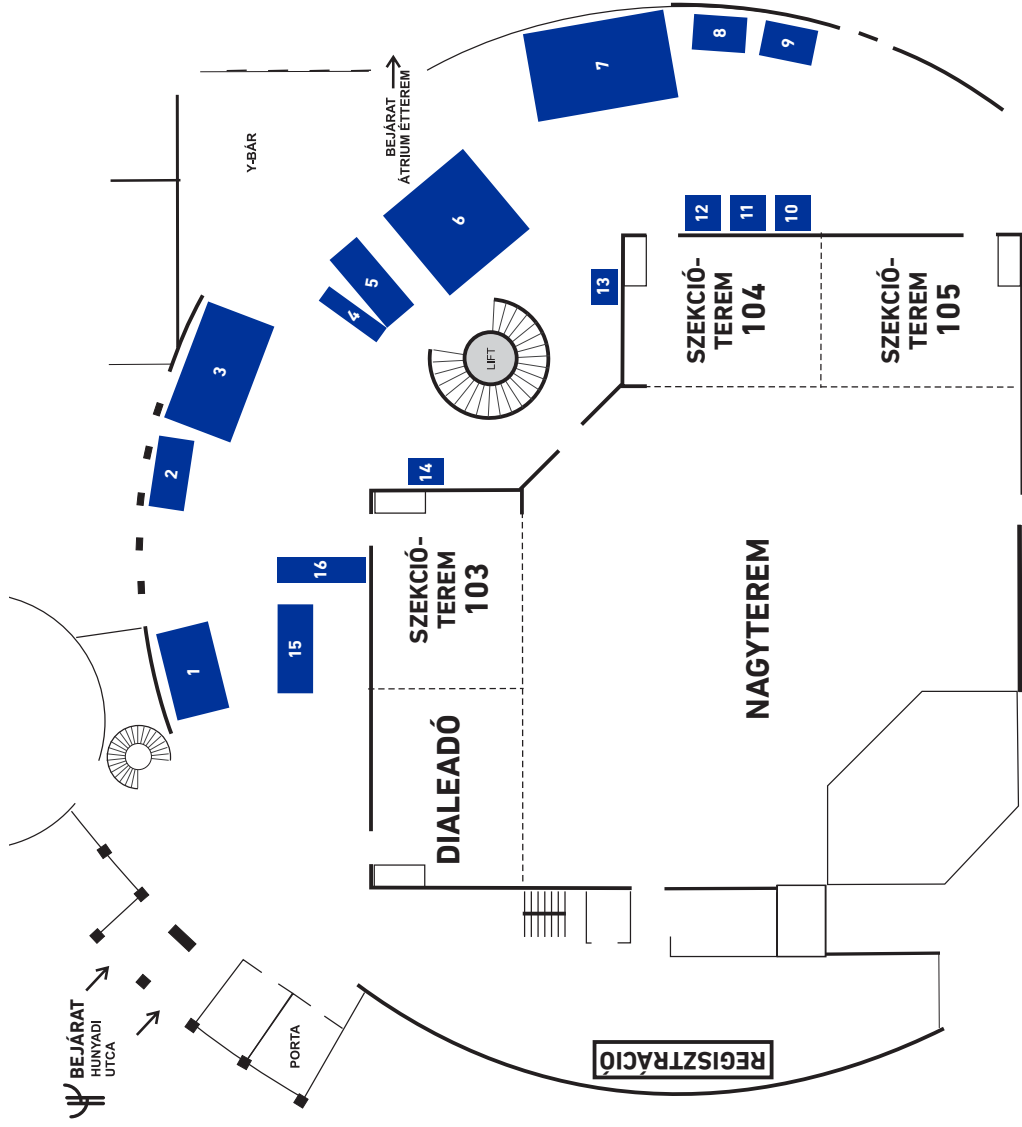 BEJÁRAT
HUNYADI
UTCA
PORTA
REGISZTRÁCIÓ
DIALEADÓ
NAGYTEREM
1
15
16
SZEKCIÓ-
TEREM
103
14
2
3
LIFT
4
5
6
13
SZEKCIÓ-
TEREM
104
SZEKCIÓ-
TEREM
105
12
11
10
Y-BÁR
BEJÁRAT
ÁTRIUM ÉTTEREM
7
8
9